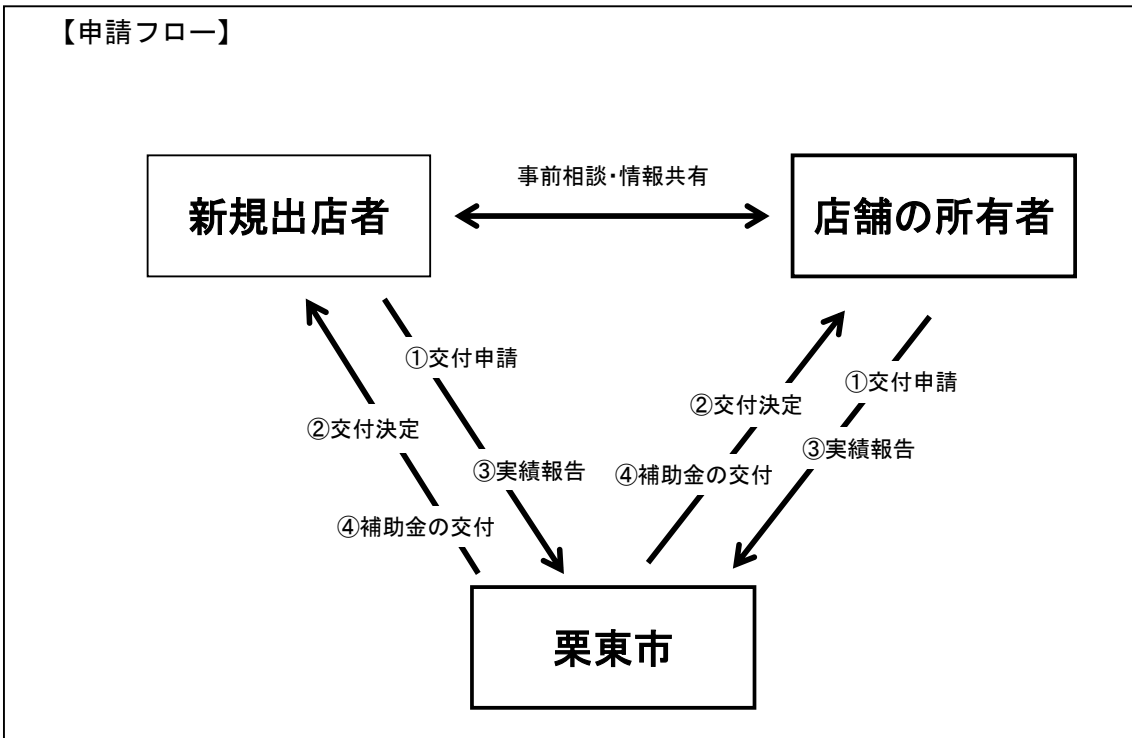 【申請フロー】
事前相談・情報共有
新規出店者
店舗の所有者
①交付申請
②交付決定
③実績報告
④補助金の交付
①交付申請
②交付決定
③実績報告
④補助金の交付
栗東市